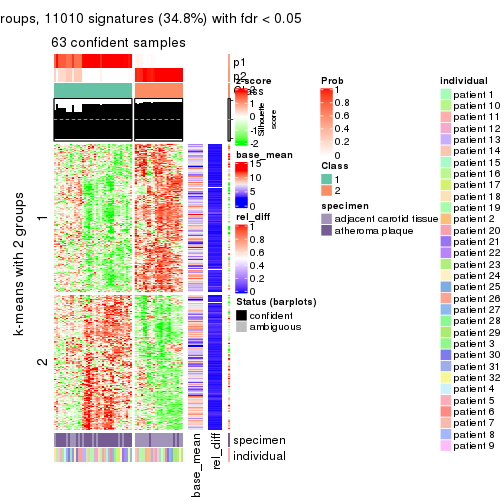 roups, 11010 signatures (34.8%) with fdr < 0.05
63 confident samples
p1
p2
Class
Silhouette
score
k-means with 2 groups
1
2
specimen
individual
base_mean
rel_diff
z-score
2
1
0
-1
-2
base_mean
15
10
5
0
rel_diff
1
0.8
0.6
0.4
0.2
0
Status (barplots)
confident
ambiguous
Prob
1
0.8
0.6
0.4
0.2
0
Class
1
2
specimen
adjacent carotid tissue
atheroma plaque
individual
patient 1
patient 10
patient 11
patient 12
patient 13
patient 14
patient 15
patient 16
patient 17
patient 18
patient 19
patient 2
patient 20
patient 21
patient 22
patient 23
patient 24
patient 25
patient 26
patient 27
patient 28
patient 29
patient 3
patient 30
patient 31
patient 32
patient 4
patient 5
patient 6
patient 7
patient 8
patient 9